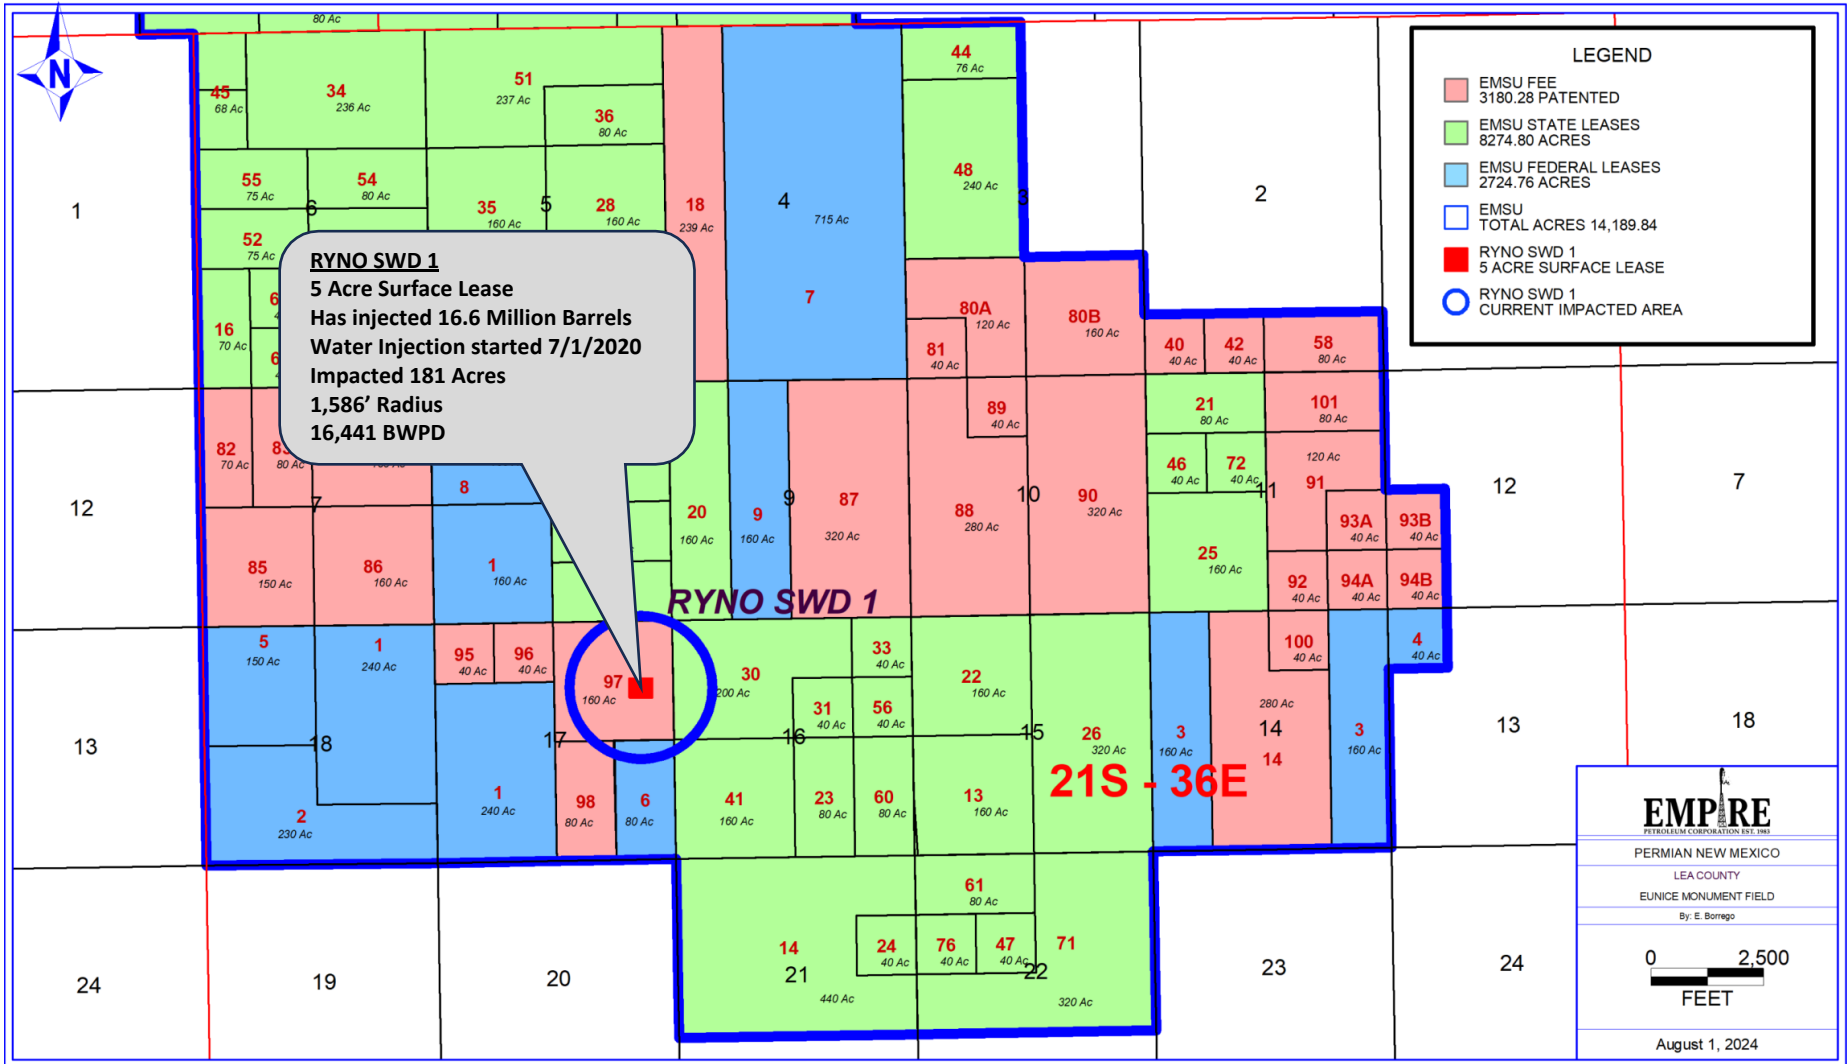 80 Ac
N
45
68 Ac
34
236 Ac
51
237 Ac
36
80 Ac
44
76 Ac
48
240 Ac
3
55
75 Ac
54
80 Ac
6
35
160 Ac
5
28
160 Ac
18
239 Ac
4
715 Ac
7
1
2
52
75 Ac
16
70 Ac
RYNO SWD 1
5 Acre Surface Lease
Has injected 16.6 Million Barrels
Water Injection started 7/1/2020
Impacted 181 Acres
1,586’ Radius
16,441 BWPD
80A
120 Ac
80B
160 Ac
81
40 Ac
89
40 Ac
40
40 Ac
42
40 Ac
58
80 Ac
LEGEND
EMSU FEE
3180.28 PATENTED
EMSU STATE LEASES
8274.80 ACRES
EMSU FEDERAL LEASES
2724.76 ACRES
EMSU
TOTAL ACRES 14,189.84
RYNO SWD 1
5 ACRE SURFACE LEASE
RYNO SWD 1
CURRENT IMPACTED AREA
12
82
70 Ac
80 Ac
7
8
85
150 Ac
86
160 Ac
1
160 Ac
20
160 Ac
9
160 Ac
9
87
320 Ac
88
280 Ac
10
90
320 Ac
21
80 Ac
101
80 Ac
46
40 Ac
72
40 Ac
11
120 Ac
91
93A
40 Ac
93B
40 Ac
25
160 Ac
92
40 Ac
94A
40 Ac
94B
40 Ac
12
7
RYNO SWD 1
13
5
150 Ac
1
240 Ac
18
2
230 Ac
95
40 Ac
96
40 Ac
97
160 Ac
17
1
240 Ac
98
80 Ac
6
80 Ac
30
200 Ac
33
40 Ac
31
40 Ac
56
40 Ac
16
41
160 Ac
23
80 Ac
60
80 Ac
22
160 Ac
15
13
160 Ac
26
320 Ac
21S - 36E
3
160 Ac
100
40 Ac
280 Ac
14
14
3
160 Ac
4
40 Ac
13
18
24
19
20
14
21
440 Ac
61
80 Ac
24
40 Ac
76
40 Ac
47
40 Ac
22
71
320 Ac
23
24
EMPIRE
PETROLEUM CORPORATION EST. 1983
PERMIAN NEW MEXICO
LEA COUNTY
EUNICE MONUMENT FIELD
By: E. Borrego
0 2,500
FEET
August 1, 2024